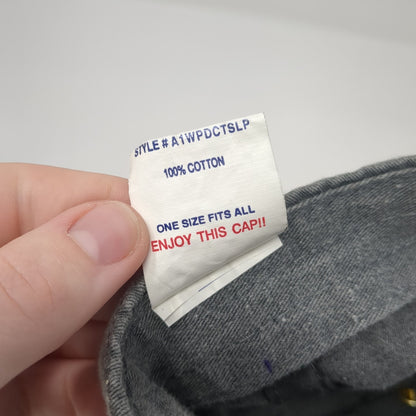 STYLE # A1WPDCTSLP
100% COTTON
ONE SIZE FITS ALL
ENJOY THIS CAP!!